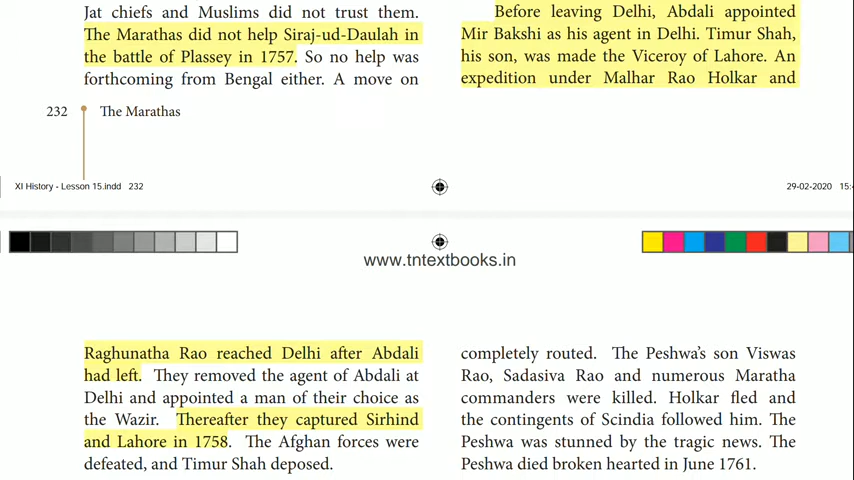 Jat chiefs and Muslims did not trust them.
The Marathas did not help Siraj-ud-Daulah in
the battle of Plassey in 1757. So no help was
forthcoming from Bengal either. A move on
Before leaving Delhi, Abdali appointed
Mir Bakshi as his agent in Delhi. Timur Shah,
his son, was made the Viceroy of Lahore. An
expedition under Malhar Rao Holkar and
232 The Marathas
XI History - Lesson 15.indd 232
29-02-2020 15:
www.tntextbooks.in
Raghunatha Rao reached Delhi after Abdali
had left. They removed the agent of Abdali at
Delhi and appointed a man of their choice as
the Wazir. Thereafter they captured Sirhind
and Lahore in 1758. The Afghan forces were
defeated, and Timur Shah deposed.
completely routed. The Peshwa’s son Viswas
Rao, Sadasiva Rao and numerous Maratha
commanders were killed. Holkar fled and
the contingents of Scindia followed him. The
Peshwa was stunned by the tragic news. The
Peshwa died broken hearted in June 1761.